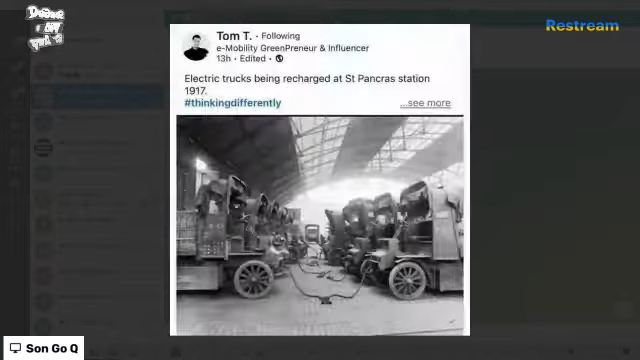 Restream
Tom T. · Following
e-Mobility GreenPreneur & Influencer
13h · Edited ·
Electric trucks being recharged at St Pancras station
1917.
#thinkingdifferently
...see more
Son Go Q